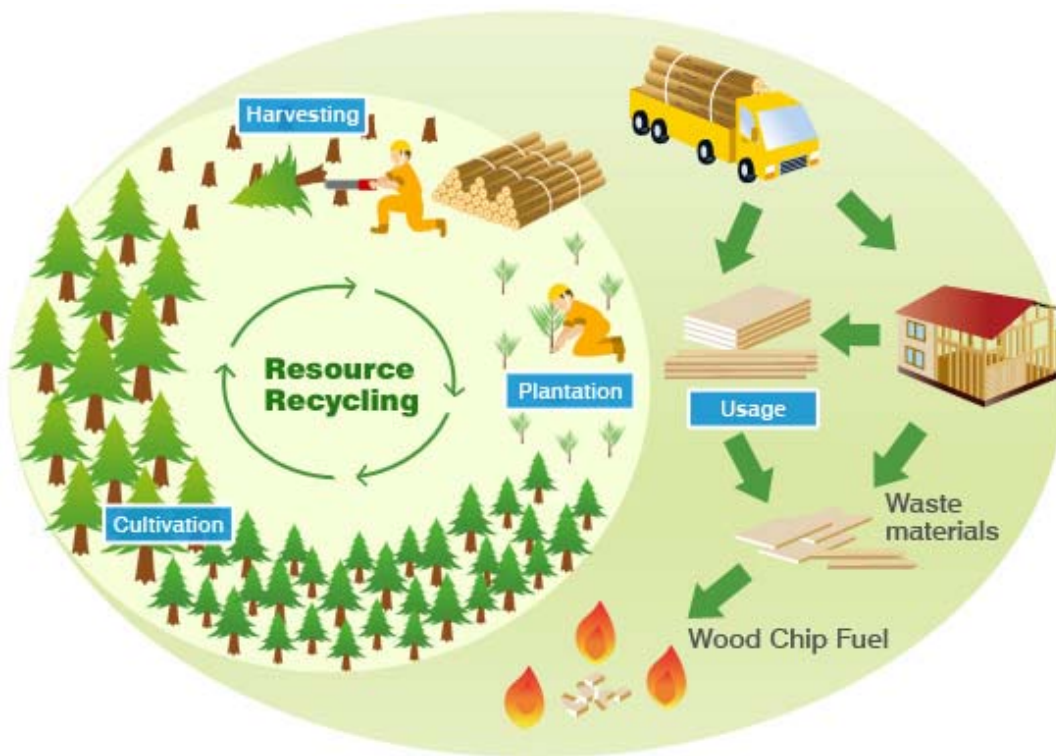 Harvesting
Resource
Recycling
Plantation
Usage
Cultivation
Waste
materials
Wood Chip Fuel